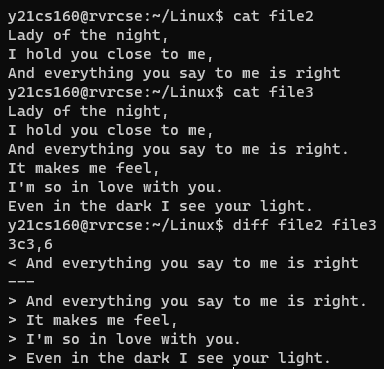 y21cs160@rvrcse:~/Linux$ cat file2
Lady of the night,
I hold you close to me,
And everything you say to me is right
y21cs160@rvrcse:~/Linux$ cat file3
Lady of the night,
I hold you close to me,
And everything you say to me is right.
It makes me feel,
I'm so in love with you.
Even in the dark I see your light.
y21cs160@rvrcse:~/Linux$ diff file2 file3
3c3,6
< And everything you say to me is right
---
> And everything you say to me is right.
> It makes me feel,
> I'm so in love with you.
> Even in the dark I see your light.